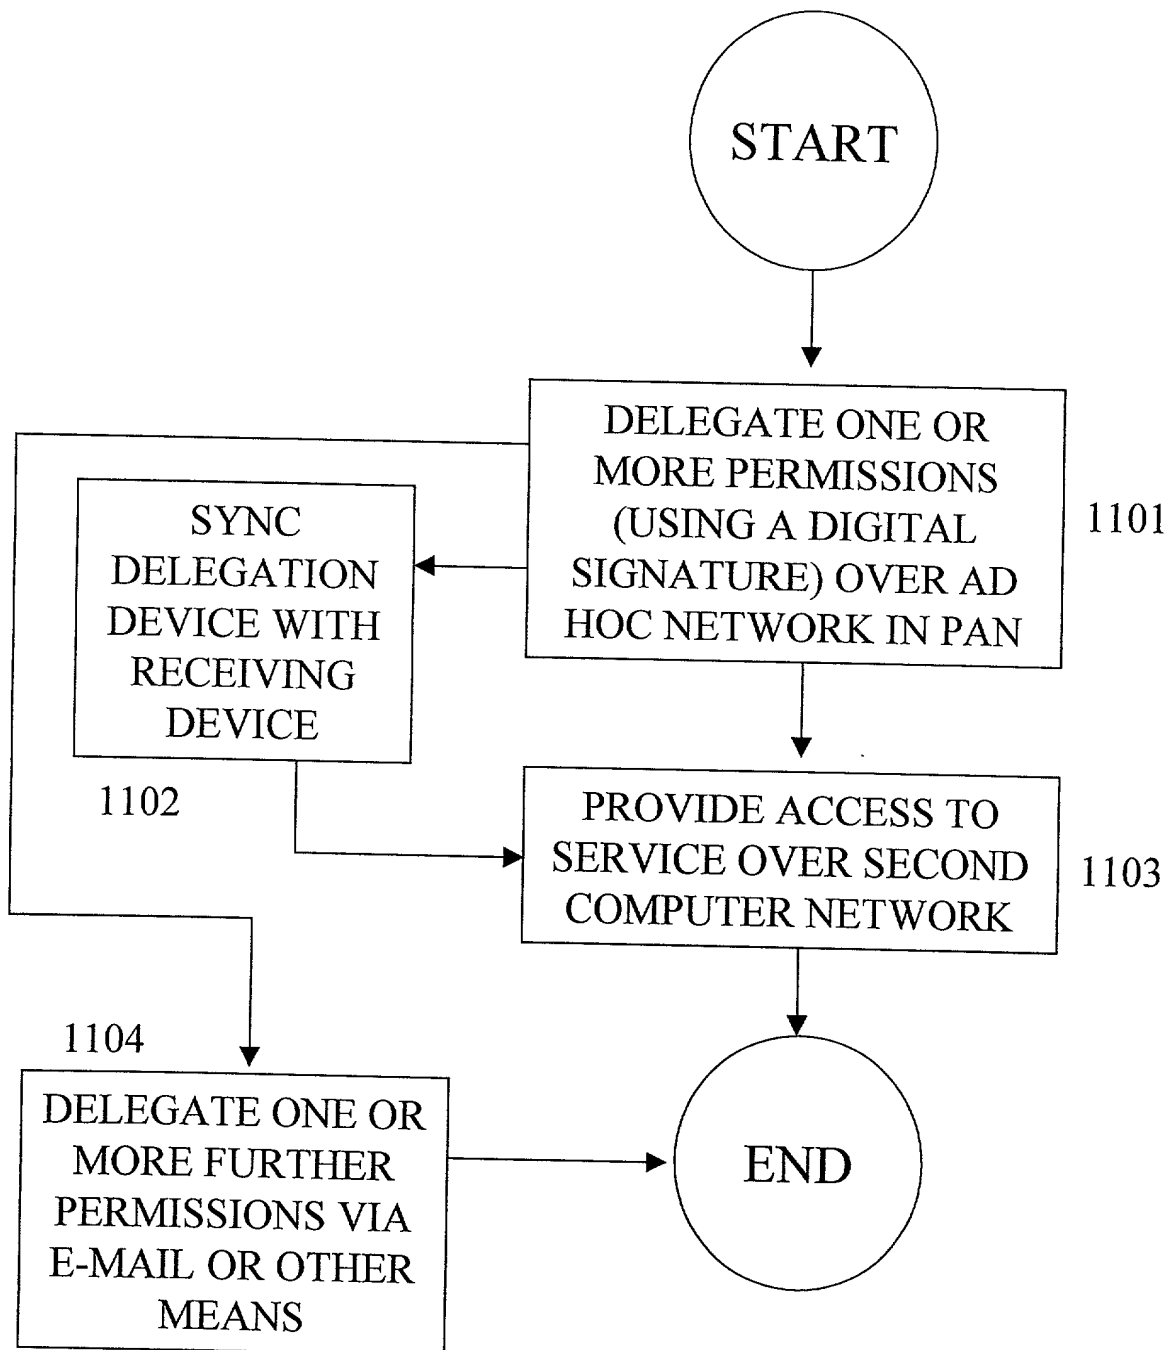 START
DELEGATE ONE OR
MORE PERMISSIONS
(USING A DIGITAL
SIGNATURE) OVER AD
HOC NETWORK IN PAN
1101
SYNC
DELEGATION
DEVICE WITH
RECEIVING
DEVICE
1102
PROVIDE ACCESS TO
SERVICE OVER SECOND
COMPUTER NETWORK
1103
1104
DELEGATE ONE OR
MORE FURTHER
PERMISSIONS VIA
E-MAIL OR OTHER
MEANS
END